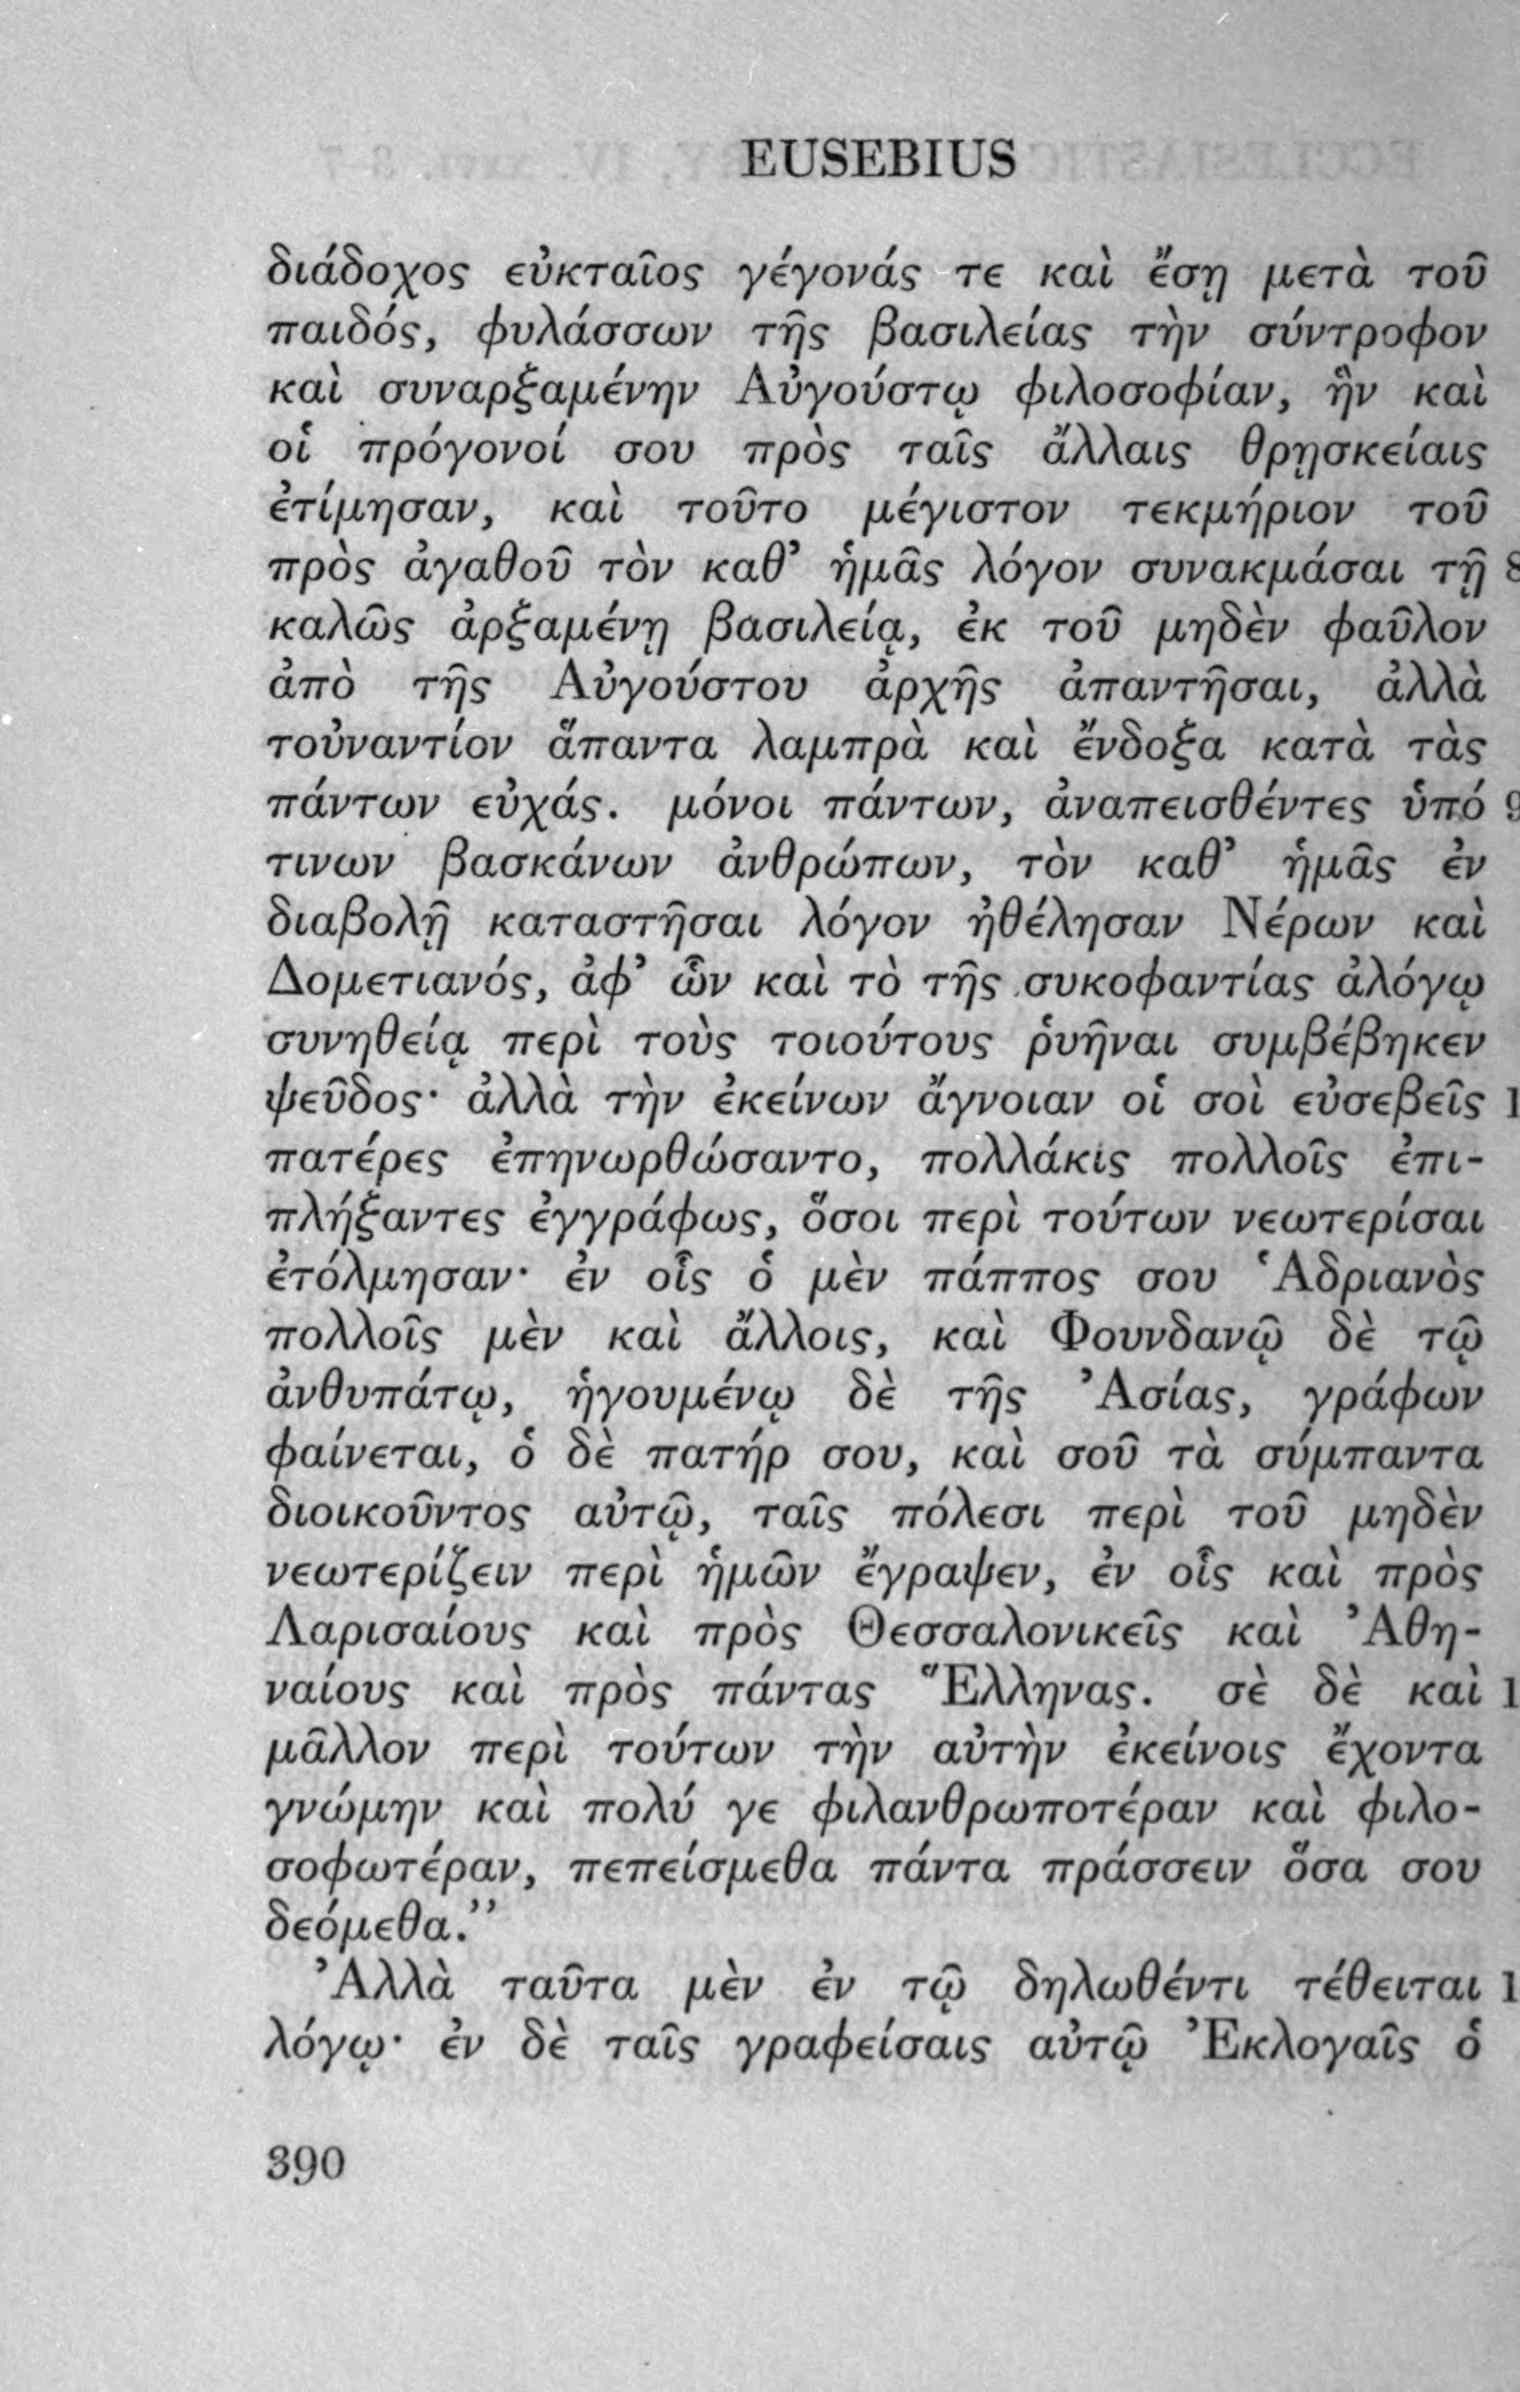 EUSEBIUS
διάδοχος εὐκταῖος γέγονάς τε καὶ ἔσῃ μετὰ τοῦ
παιδός, φυλάσσων τῆς βασιλείας τὴν σύντροφον
καὶ συναρξαμένην Αὐγούστῳ φιλοσοφίαν, ἣν καὶ
οἱ πρόγονοί σου πρὸς ταῖς ἄλλαις θρῃσκείαις
ἐτίμησαν, καὶ τοῦτο μέγιστον τεκμήριον τοῦ
πρὸς ἀγαθοῦ τὸν καθ’ ἡμᾶς λόγον συνακμάσαι τῇ 8
καλῶς ἀρξαμένῃ βασιλείᾳ, ἐκ τοῦ μηδὲν φαῦλον
ἀπὸ τῆς Αὐγούστου ἀρχῆς ἀπαντῆσαι, ἀλλὰ
τοὐναντίον ἅπαντα λαμπρὰ καὶ ἔνδοξα κατὰ τὰς
πάντων εὐχάς. μόνοι πάντων, ἀναπεισθέντες ὑπό 9
τινων βασκάνων ἀνθρώπων, τὸν καθ’ ἡμᾶς ἐν
διαβολῇ καταστῆσαι λόγον ἠθέλησαν Νέρων καὶ
Δομετιανός, ἀφ’ ὧν καὶ τὸ τῆς συκοφαντίας ἀλόγῳ
συνηθείᾳ περὶ τοὺς τοιούτους ῥυῆναι συμβέβηκεν
ψεῦδος· ἀλλὰ τὴν ἐκείνων ἄγνοιαν οἱ σοὶ εὐσεβεῖς 1
πατέρες ἐπηνωρθώσαντο, πολλάκις πολλοῖς ἐπι-
πλήξαντες ἐγγράφως, ὅσοι περὶ τούτων νεωτερίσαι
ἐτόλμησαν· ἐν οἷς ὁ μὲν πάππος σου Ἁδριανὸς
πολλοῖς μὲν καὶ ἄλλοις, καὶ Φουνδανῷ δὲ τῷ
ἀνθυπάτῳ, ἡγουμένῳ δὲ τῆς Ἀσίας, γράφων
φαίνεται, ὁ δὲ πατήρ σου, καὶ σοῦ τὰ σύμπαντα
διοικοῦντος αὐτῷ, ταῖς πόλεσι περὶ τοῦ μηδὲν
νεωτερίζειν περὶ ἡμῶν ἔγραψεν, ἐν οἷς καὶ πρὸς
Λαρισαίους καὶ πρὸς Θεσσαλονικεῖς καὶ Ἀθη-
ναίους καὶ πρὸς πάντας Ἕλληνας. σὲ δὲ καὶ 1
μᾶλλον περὶ τούτων τὴν αὐτὴν ἐκείνοις ἔχοντα
γνώμην καὶ πολύ γε φιλανθρωποτέραν καὶ φιλο-
σοφωτέραν, πεπείσμεθα πάντα πράσσειν ὅσα σου
δεόμεθα.”
Ἀλλὰ ταῦτα μὲν ἐν τῷ δηλωθέντι τέθειται 1
λόγῳ· ἐν δὲ ταῖς γραφείσαις αὐτῷ Ἐκλογαῖς ὁ
390